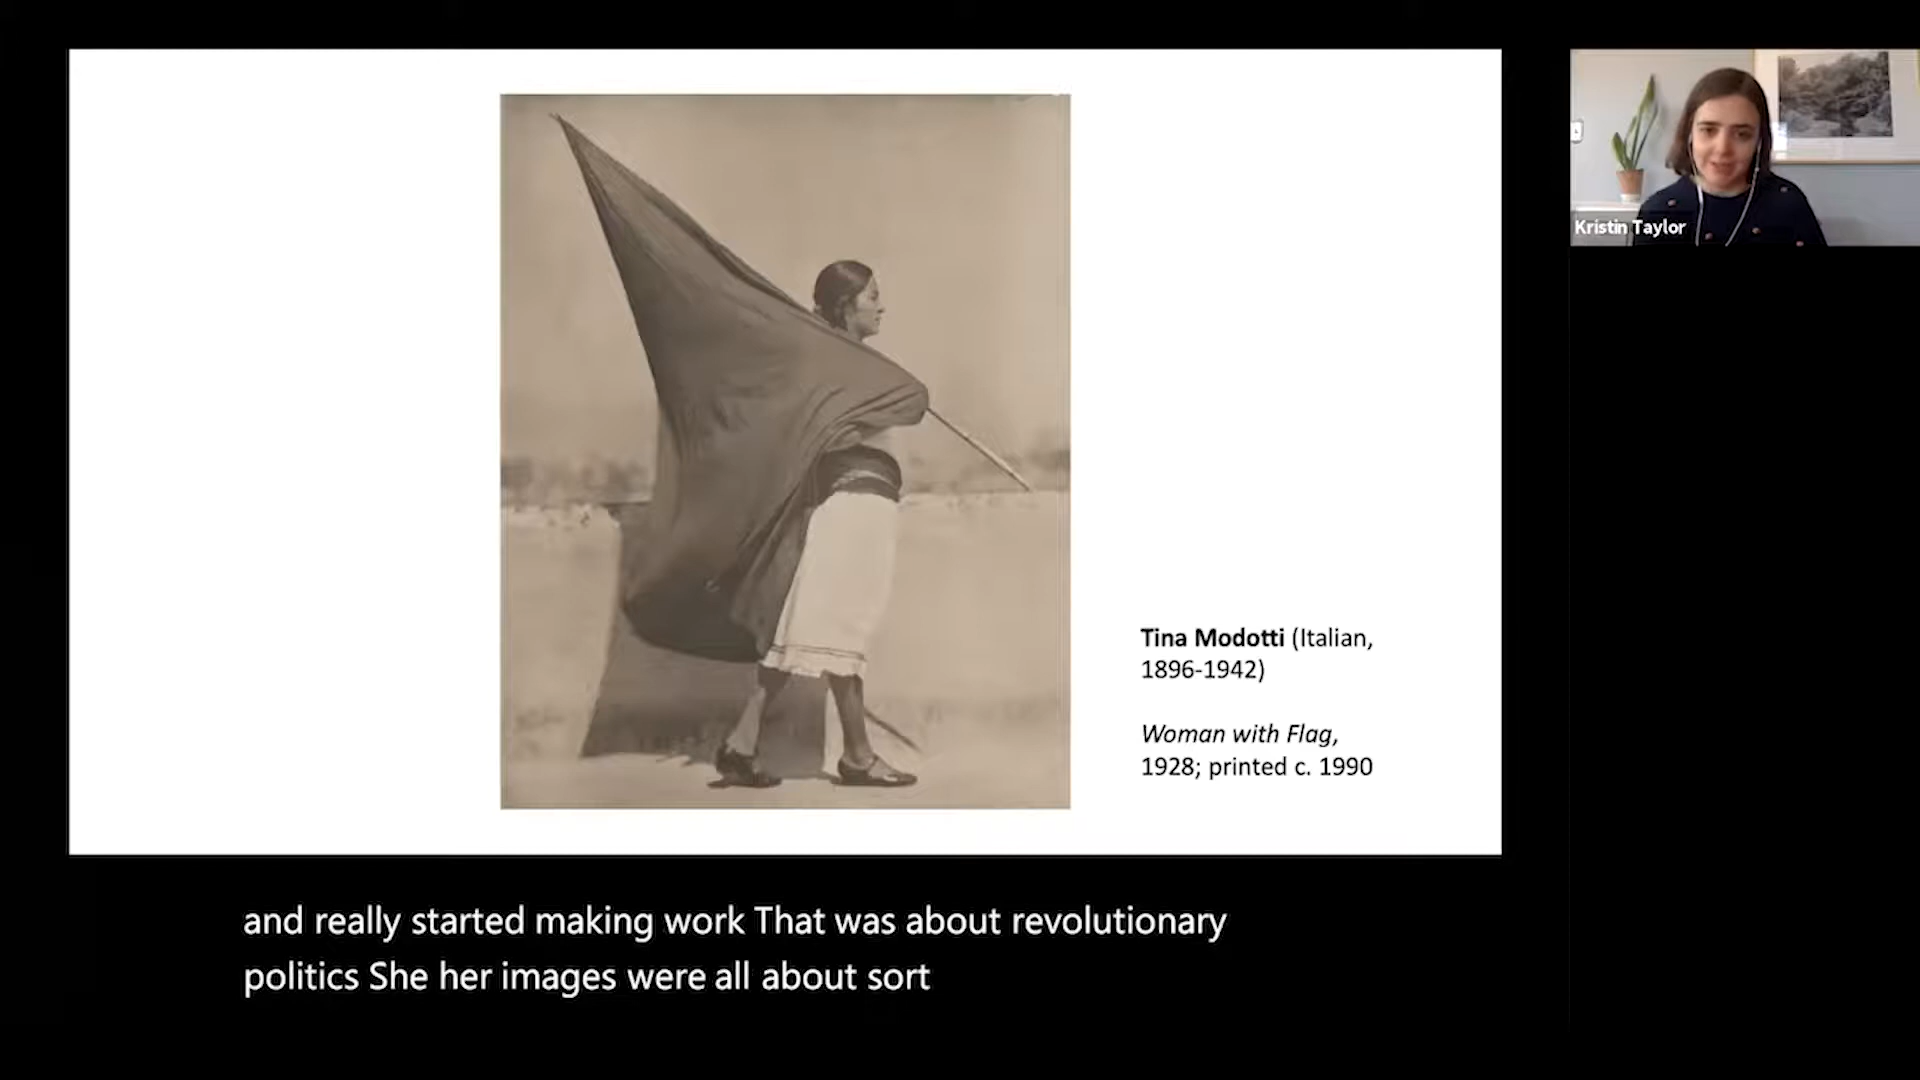 Kristin Taylor
Tina Modotti (Italian,
1896-1942)
Woman with Flag,
1928; printed c. 1990
and really started making work That was about revolutionary
politics She her images were all about sort